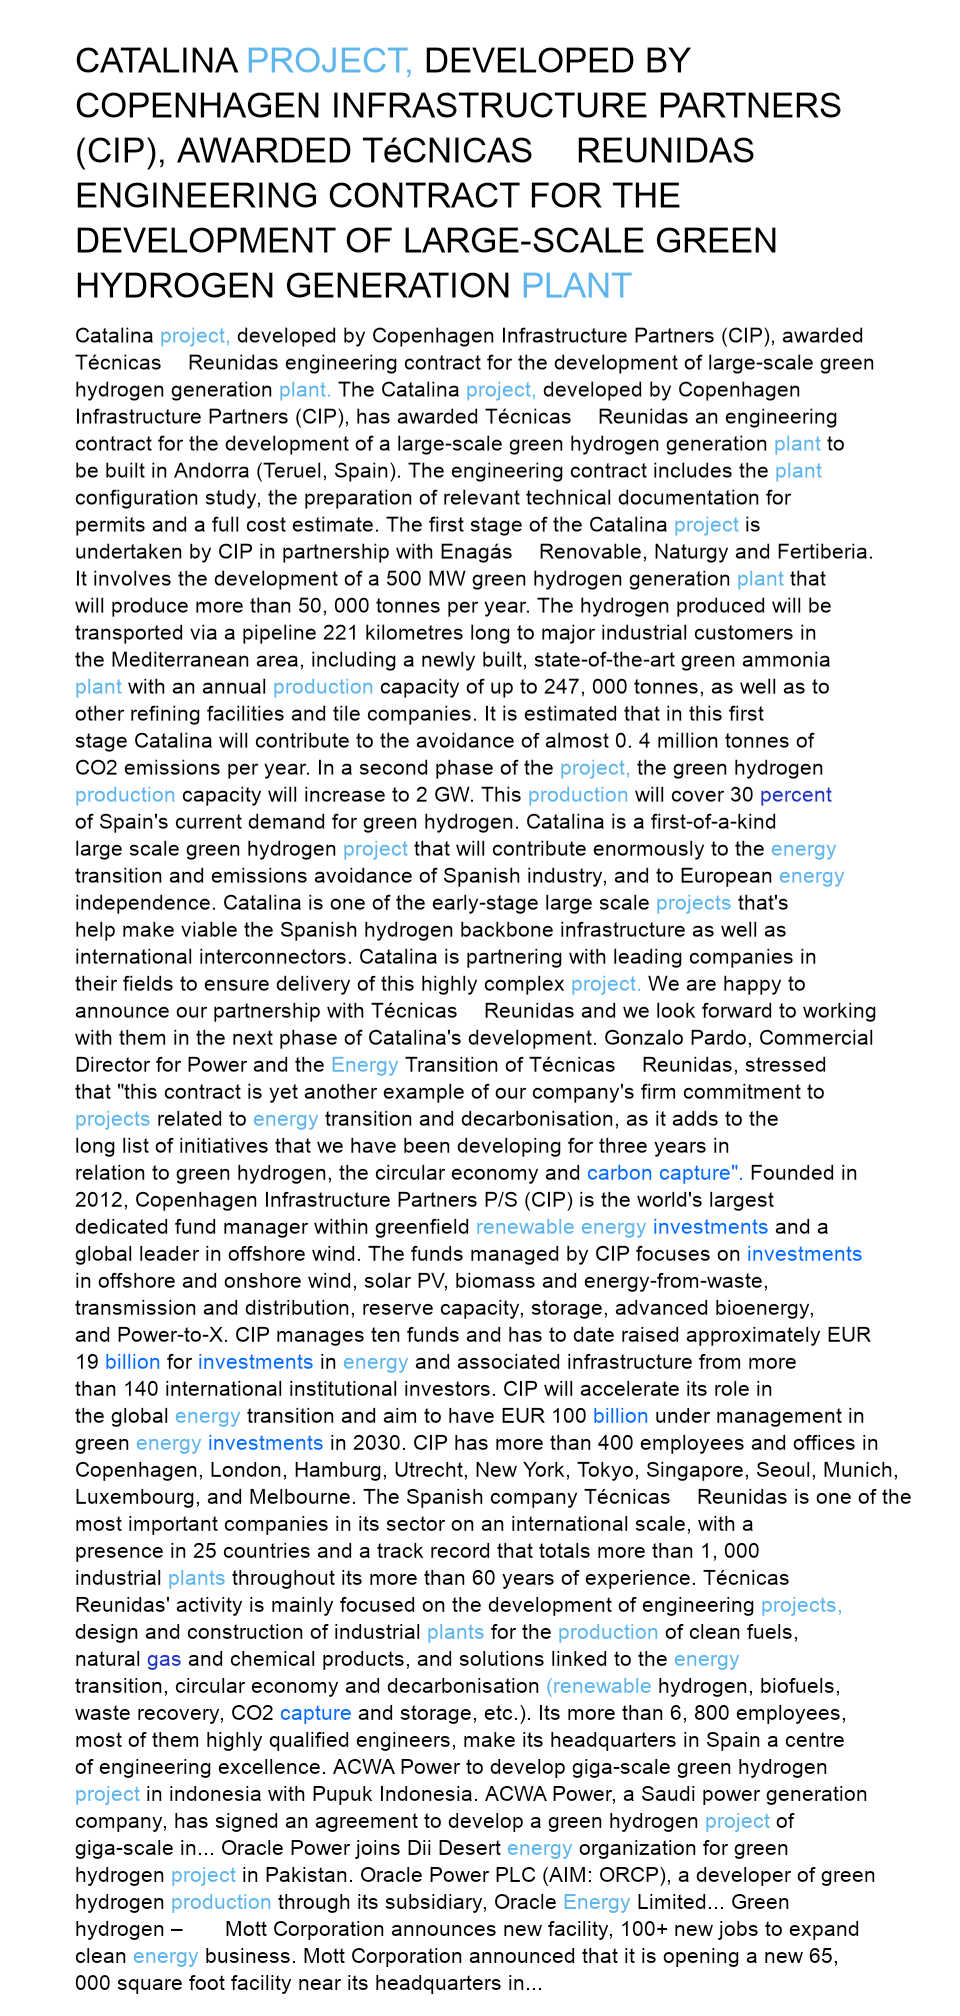 CATALINA PROJECT, DEVELOPED BY
COPENHAGEN INFRASTRUCTURE PARTNERS
(CIP), AWARDED TéCNICAS REUNIDAS
ENGINEERING CONTRACT FOR THE
DEVELOPMENT OF LARGE-SCALE GREEN
HYDROGEN GENERATION PLANT
Catalina project, developed by Copenhagen Infrastructure Partners (CIP), awarded
Técnicas Reunidas engineering contract for the development of large-scale green
hydrogen generation plant. The Catalina project, developed by Copenhagen
Infrastructure Partners (CIP), has awarded Técnicas Reunidas an engineering
contract for the development of a large-scale green hydrogen generation plant to
be built in Andorra (Teruel, Spain). The engineering contract includes the plant
configuration study, the preparation of relevant technical documentation for
permits and a full cost estimate. The first stage of the Catalina project is
undertaken by CIP in partnership with Enagás Renovable, Naturgy and Fertiberia.
It involves the development of a 500 MW green hydrogen generation plant that
will produce more than 50, 000 tonnes per year. The hydrogen produced will be
transported via a pipeline 221 kilometres long to major industrial customers in
the Mediterranean area, including a newly built, state-of-the-art green ammonia
plant with an annual production capacity of up to 247, 000 tonnes, as well as to
other refining facilities and tile companies. It is estimated that in this first
stage Catalina will contribute to the avoidance of almost 0. 4 million tonnes of
CO2 emissions per year. In a second phase of the project, the green hydrogen
production capacity will increase to 2 GW. This production will cover 30 percent
of Spain's current demand for green hydrogen. Catalina is a first-of-a-kind
large scale green hydrogen project that will contribute enormously to the energy
transition and emissions avoidance of Spanish industry, and to European energy
independence. Catalina is one of the early-stage large scale projects that's
help make viable the Spanish hydrogen backbone infrastructure as well as
international interconnectors. Catalina is partnering with leading companies in
their fields to ensure delivery of this highly complex project. We are happy to
announce our partnership with Técnicas Reunidas and we look forward to working
with them in the next phase of Catalina's development. Gonzalo Pardo, Commercial
Director for Power and the Energy Transition of Técnicas Reunidas, stressed
that "this contract is yet another example of our company's firm commitment to
projects related to energy transition and decarbonisation, as it adds to the
long list of initiatives that we have been developing for three years in
relation to green hydrogen, the circular economy and carbon capture". Founded in
2012, Copenhagen Infrastructure Partners P/S (CIP) is the world's largest
dedicated fund manager within greenfield renewable energy investments and a
global leader in offshore wind. The funds managed by CIP focuses on investments
in offshore and onshore wind, solar PV, biomass and energy-from-waste,
transmission and distribution, reserve capacity, storage, advanced bioenergy,
and Power-to-X. CIP manages ten funds and has to date raised approximately EUR
19 billion for investments in energy and associated infrastructure from more
than 140 international institutional investors. CIP will accelerate its role in
the global energy transition and aim to have EUR 100 billion under management in
green energy investments in 2030. CIP has more than 400 employees and offices in
Copenhagen, London, Hamburg, Utrecht, New York, Tokyo, Singapore, Seoul, Munich,
Luxembourg, and Melbourne. The Spanish company Técnicas Reunidas is one of the
most important companies in its sector on an international scale, with a
presence in 25 countries and a track record that totals more than 1, 000
industrial plants throughout its more than 60 years of experience. Técnicas
Reunidas' activity is mainly focused on the development of engineering projects,
design and construction of industrial plants for the production of clean fuels,
natural gas and chemical products, and solutions linked to the energy
transition, circular economy and decarbonisation (renewable hydrogen, biofuels,
waste recovery, CO2 capture and storage, etc.). Its more than 6, 800 employees,
most of them highly qualified engineers, make its headquarters in Spain a centre
of engineering excellence. ACWA Power to develop giga-scale green hydrogen
project in indonesia with Pupuk Indonesia. ACWA Power, a Saudi power generation
company, has signed an agreement to develop a green hydrogen project of
giga-scale in... Oracle Power joins Dii Desert energy organization for green
hydrogen project in Pakistan. Oracle Power PLC (AIM: ORCP), a developer of green
hydrogen production through its subsidiary, Oracle Energy Limited... Green
hydrogen – Mott Corporation announces new facility, 100+ new jobs to expand
clean energy business. Mott Corporation announced that it is opening a new 65,
000 square foot facility near its headquarters in...